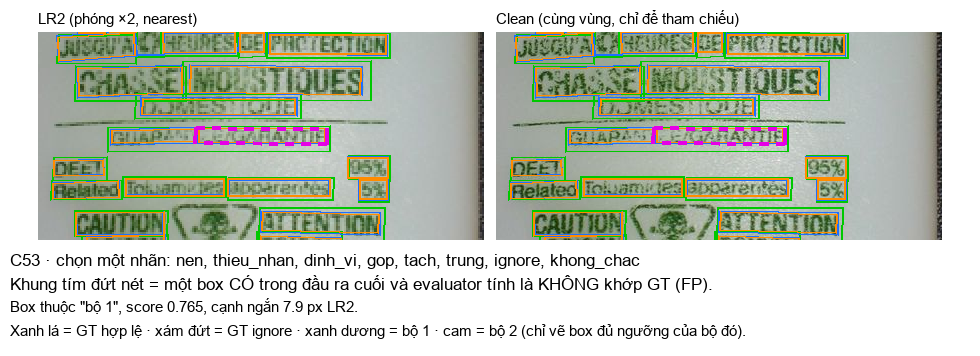 LR2 (phóng ×2, nearest)
Clean (cùng vùng, chỉ để tham chiếu)
JUSQU'A HEURES DE PROTECTION
JUSQU'A HEURES DE PROTECTION
CHASSE MOUSTIQUES
CHASSE MOUSTIQUES
DOMESTIQUE
DOMESTIQUE
DEET 95%
DEET 95%
Related Toluamides apparentes 5%
Related Toluamides apparentes 5%
CAUTION ATTENTION
CAUTION ATTENTION
C53 · chọn một nhãn: nen, thieu_nhan, dinh_vi, gop, tach, trung, ignore, khong_chac
Khung tím đứt nét = một box CÓ trong đầu ra cuối và evaluator tính là KHÔNG khớp GT (FP).
Box thuộc "bộ 1", score 0.765, cạnh ngắn 7.9 px LR2.
Xanh lá = GT hợp lệ · xám đứt = GT ignore · xanh dương = bộ 1 · cam = bộ 2 (chỉ vẽ box đủ ngưỡng của bộ đó).